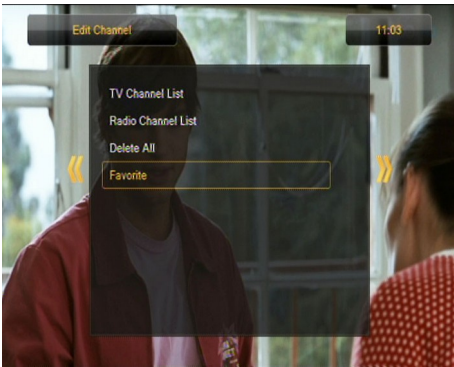 Edit Channel
11:03
TV Channel List
Radio Channel List
Delete All
Favorite